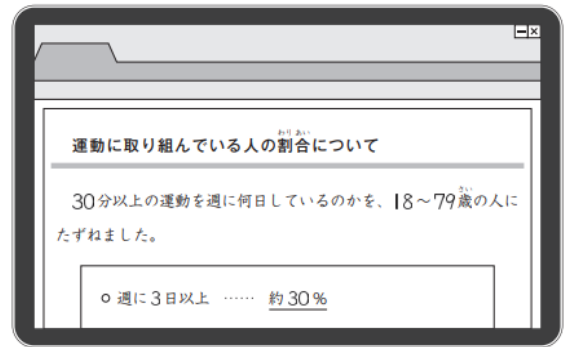 運動に取り組んでいる人の割合について
30分以上の運動を週に何日しているのかを、18～79歳の人に
たずねました。
○ 週に3日以上 …… 約30%